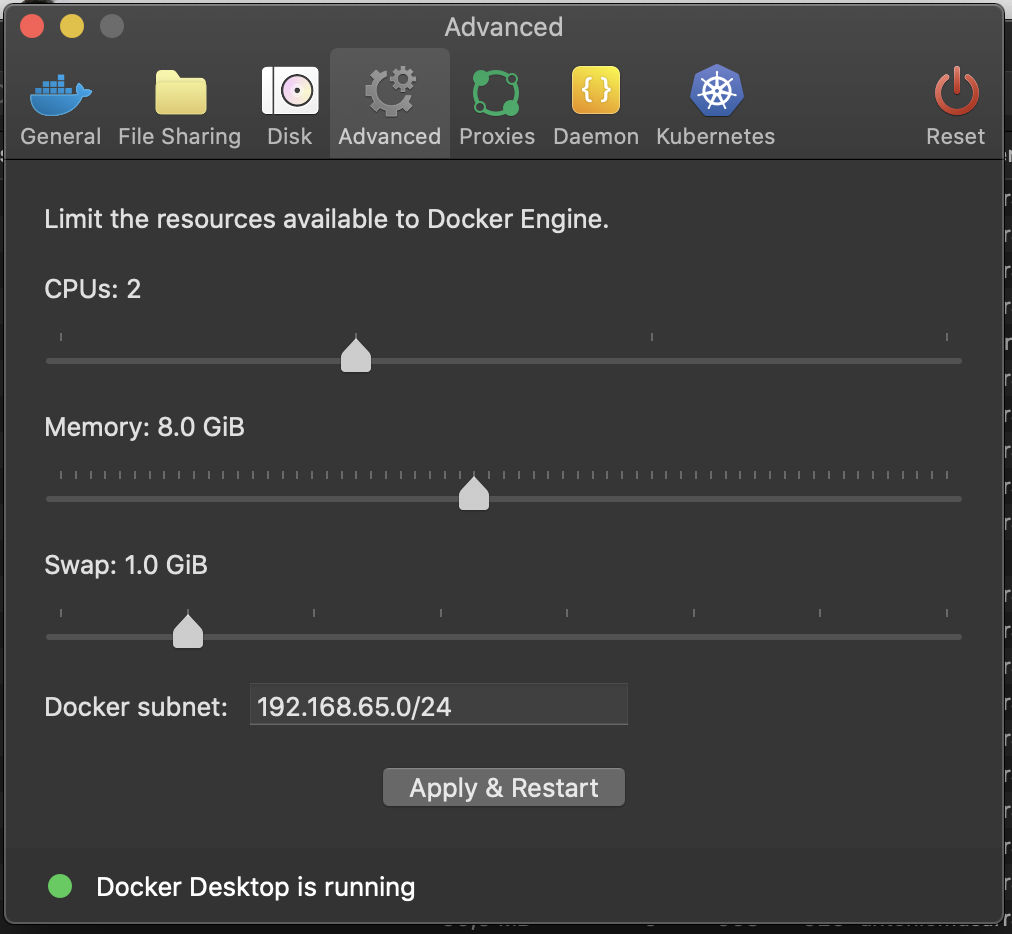 Advanced
General File Sharing Disk Advanced Proxies Daemon Kubernetes Reset
Limit the resources available to Docker Engine.
CPUs: 2
Memory: 8.0 GiB
Swap: 1.0 GiB
Docker subnet: 192.168.65.0/24
Apply & Restart
Docker Desktop is running